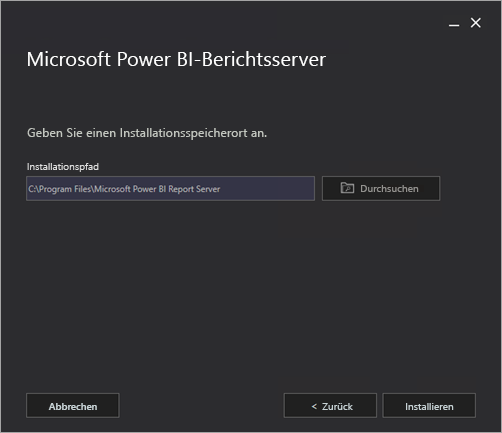 Microsoft Power BI-Berichtsserver
Geben Sie einen Installationsspeicherort an.
Installationspfad
C:\Program Files\Microsoft Power BI Report Server
Durchsuchen
Abbrechen
< Zurück
Installieren